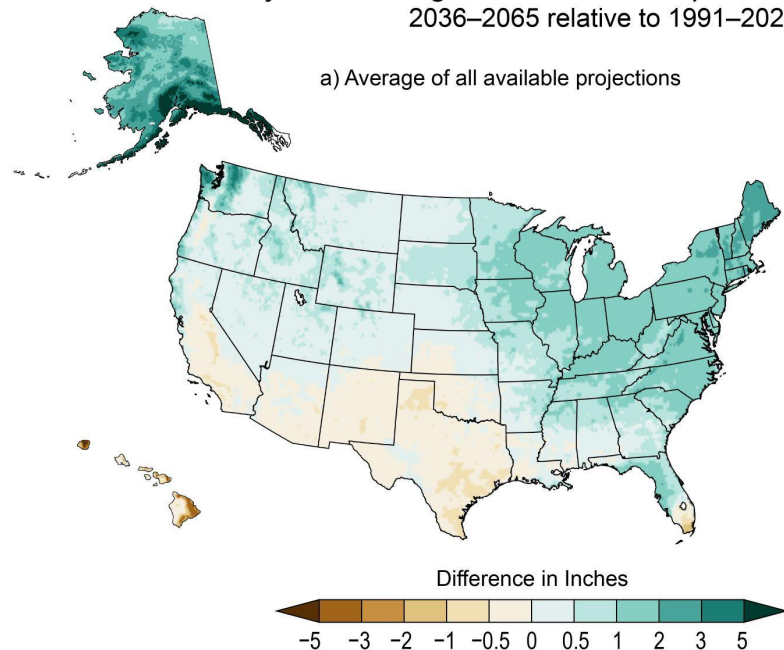 2036–2065 relative to 1991–202
a) Average of all available projections
Difference in Inches
−5 −3 −2 −1 −0.5 0 0.5 1 2 3 5